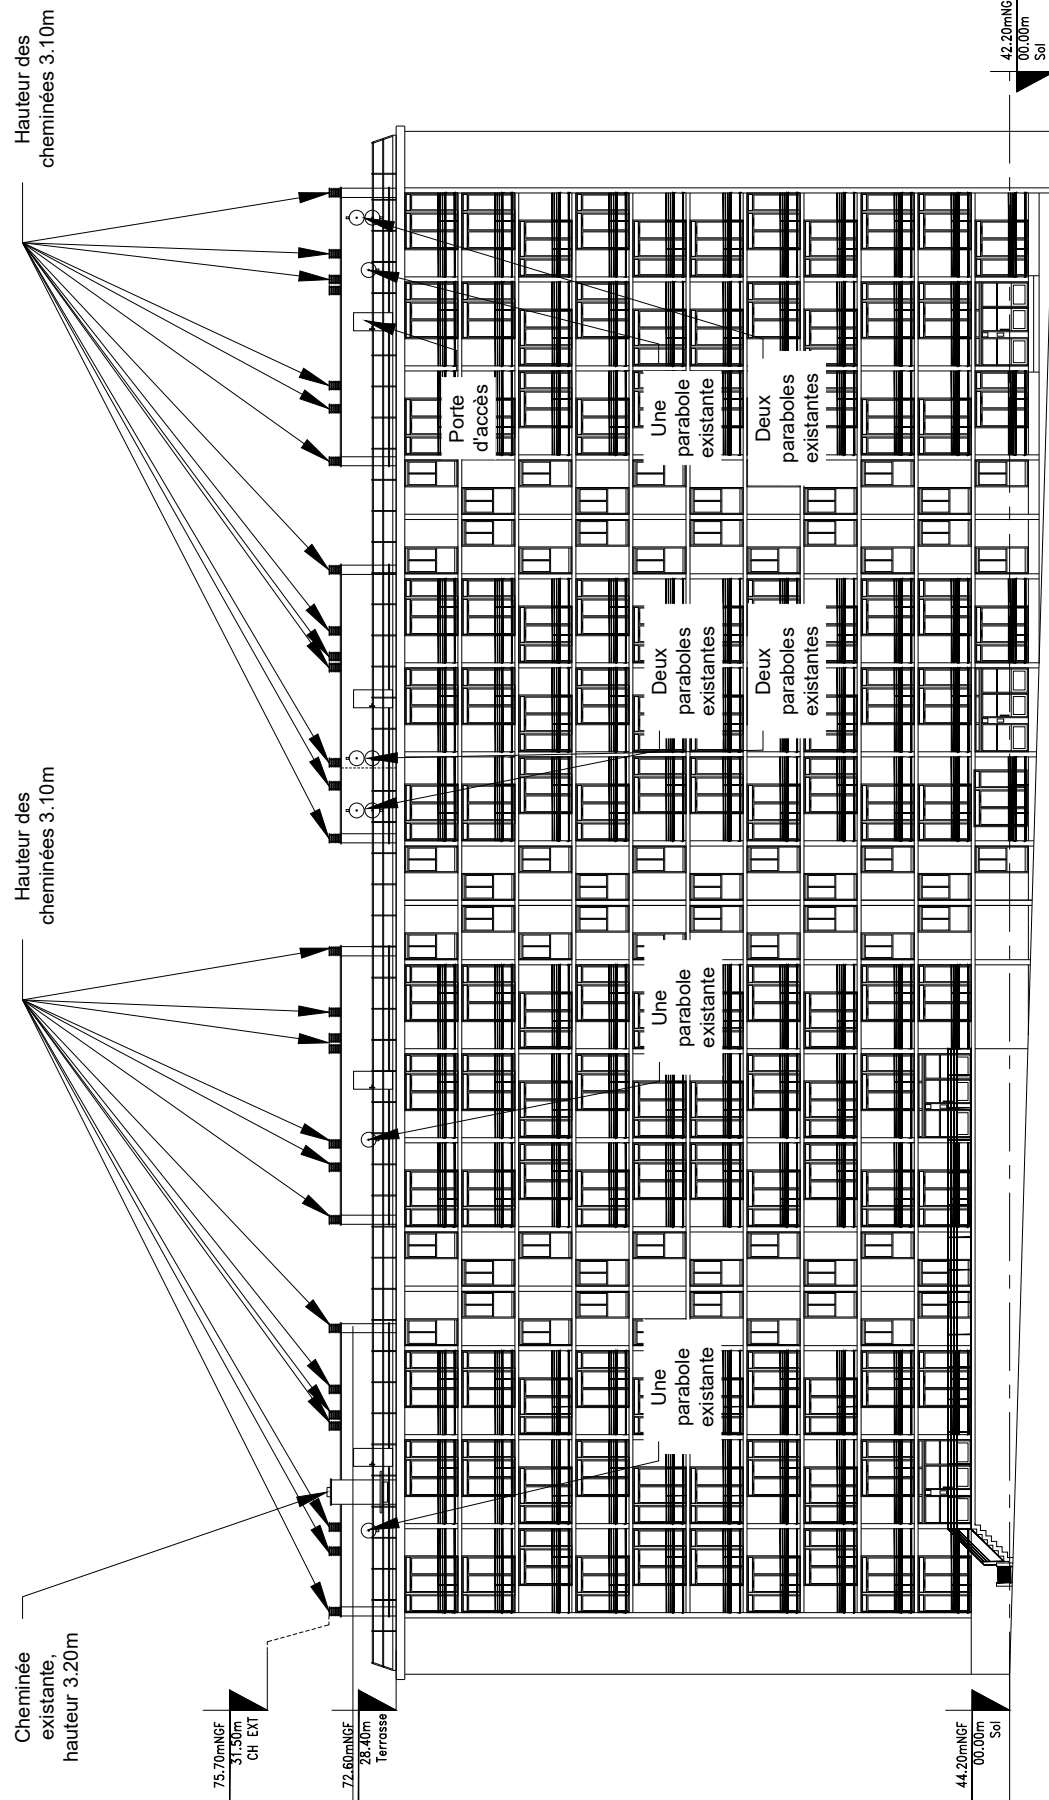 Cheminée
existante,
hauteur 3.20m
Hauteur des
cheminées 3.10m
Hauteur des
cheminées 3.10m
75.70mNGF
31.50m
CH EXT
72.60mNGF
28.40m
Terrasse
Porte
d'accès
Une
parabole
existante
Une
parabole
existante
Deux
paraboles
existantes
Une
parabole
existante
Deux
paraboles
existantes
Deux
paraboles
existantes
44.20mNGF
00.00m
Sol
42.20mNG
00.00m
Sol